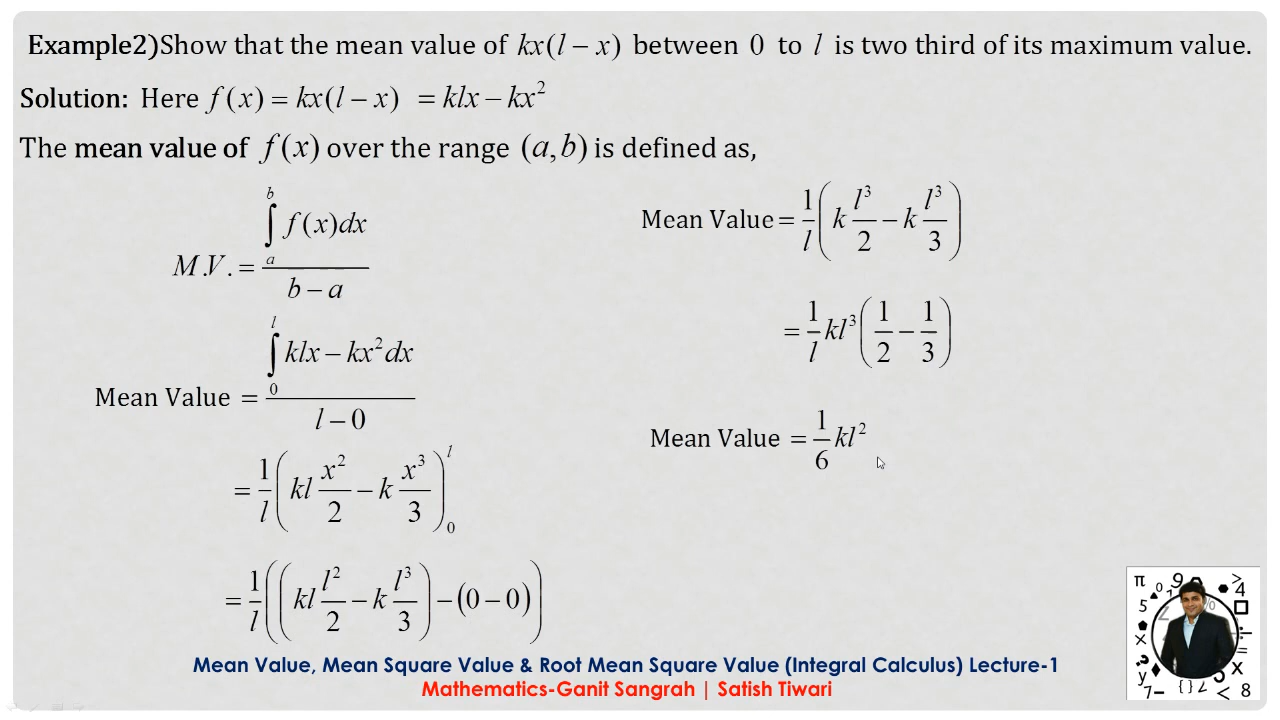 Example2)Show that the mean value of kx(l − x) between 0 to l is two third of its maximum value.
Solution: Here f(x) = kx(l − x) = klx − kx²
The mean value of f(x) over the range (a,b) is defined as,
M.V. = ∫ₐᵇ f(x)dx / (b − a)
Mean Value = ∫₀ˡ klx − kx²dx / (l − 0)
= 1/l (kl x²/2 − k x³/3)₀ˡ
= 1/l ((kl l²/2 − k l³/3) − (0 − 0))
Mean Value = 1/l (k l³/2 − k l³/3)
= 1/l kl³ (1/2 − 1/3)
Mean Value = 1/6 kl²
Mean Value, Mean Square Value & Root Mean Square Value (Integral Calculus) Lecture-1
Mathematics-Ganit Sangrah | Satish Tiwari